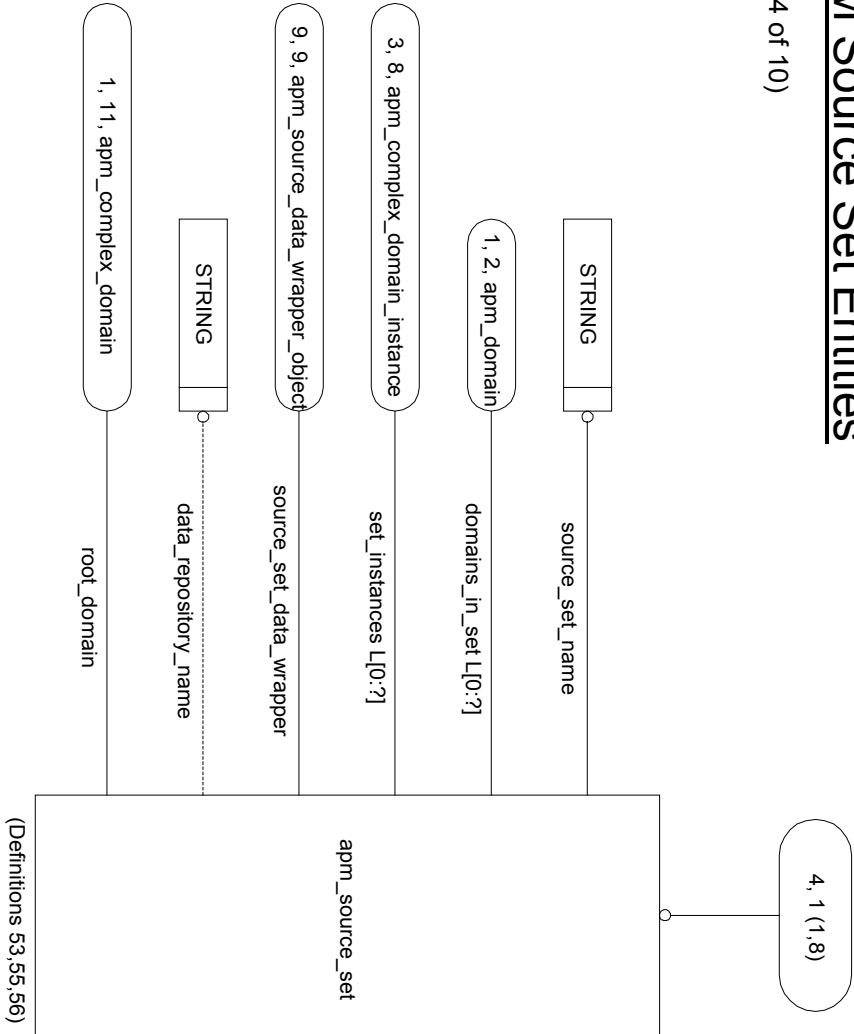 Source Set Entities
4 of 10)
4, 1 (1,8)
STRING
source_set_name
1, 2, apm_domain
domains_in_set L[0:?]
3, 8, apm_complex_domain_instance
set_instances L[0:?]
9, 9, apm_source_data_wrapper_object
source_set_data_wrapper
STRING
data_repository_name
1, 11, apm_complex_domain
root_domain
apm_source_set
(Definitions 53,55,56)